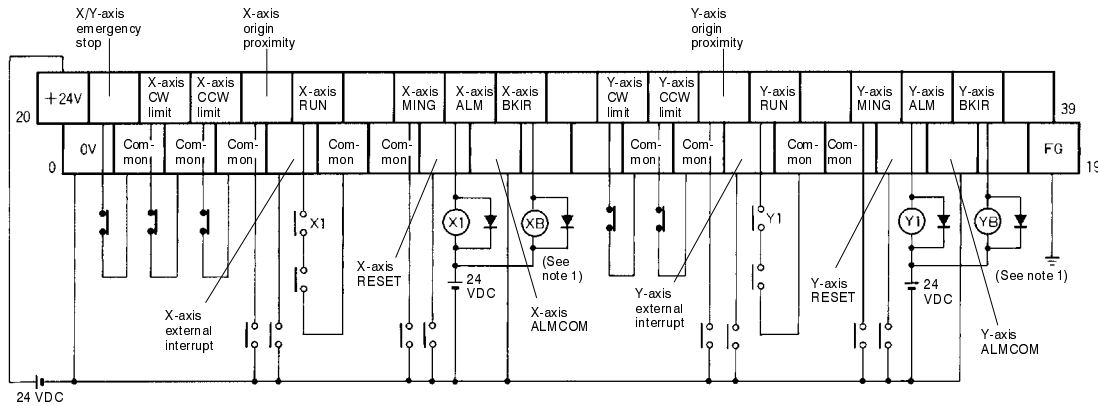 X/Y-axis
emergency
stop
X-axis
origin
proximity
Y-axis
origin
proximity
+24V
X-axis
CW
limit
X-axis
CCW
limit
X-axis
RUN
X-axis
MING
X-axis
ALM
X-axis
BKIR
Y-axis
CW
limit
Y-axis
CCW
limit
Y-axis
RUN
Y-axis
MING
Y-axis
ALM
Y-axis
BKIR
20
39
0
0V
Com-
mon
Com-
mon
Com-
mon
Com-
mon
Com-
mon
Com-
mon
Com-
mon
Com-
mon
Com-
mon
FG
19
X1
X1
XB
(See
note 1)
Y1
Y1
YB
(See note 1)
X-axis
external
interrupt
X-axis
RESET
24
VDC
X-axis
ALMCOM
Y-axis
external
interrupt
Y-axis
RESET
24
VDC
Y-axis
ALMCOM
24 VDC